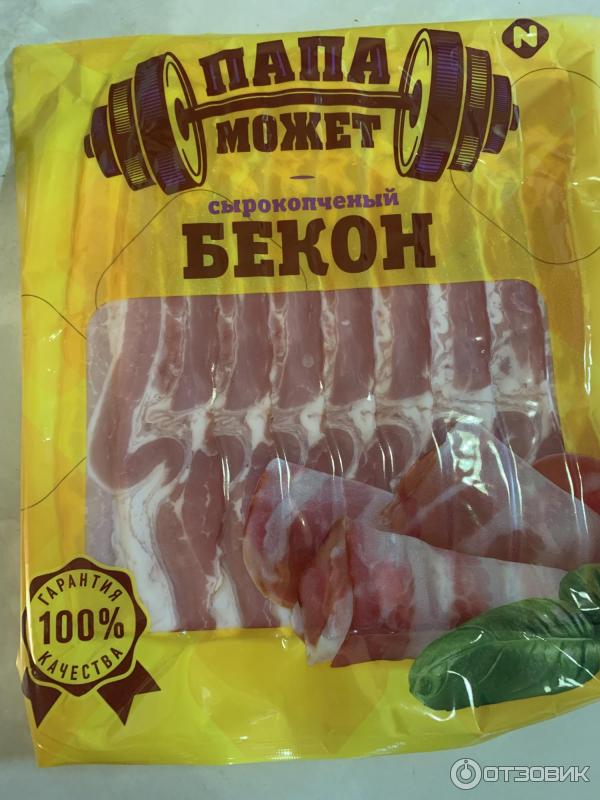 N
ПАПА
МОЖЕТ
сырокопченый
БЕКОН
ГАРАНТИЯ
100%
КАЧЕСТВА
ОТЗОВИК